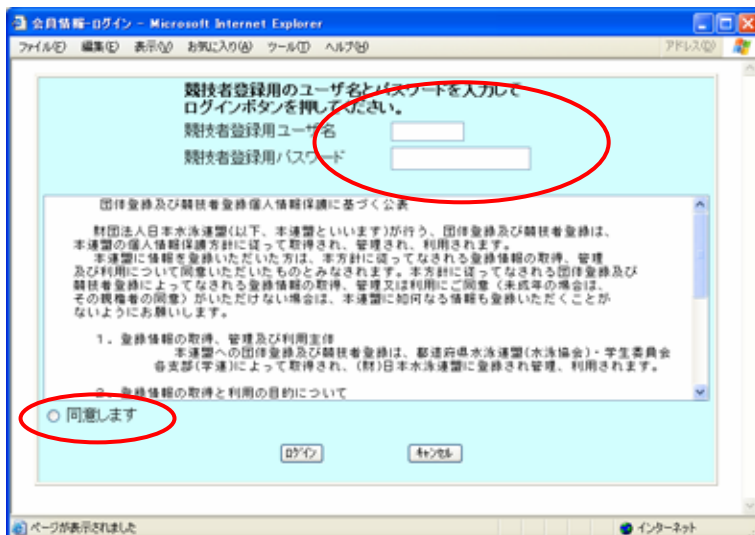 会員情報-ログイン - Microsoft Internet Explorer
ファイル(F) 編集(E) 表示(V) お気に入り(A) ツール(T) ヘルプ(H) アドレス(D)
競技者登録用のユーザ名とパスワードを入力して
ログインボタンを押してください。
競技者登録用ユーザ名
競技者登録用パスワード
団体登録及び競技者登録個人情報保護に基づく公表
財団法人日本水泳連盟(以下、本連盟といいます)が行う、団体登録及び競技者登録は、
本連盟の個人情報保護方針に従って取得され、管理され、利用されます。
本連盟に情報を登録いただいた方は、本方針に従ってなされる登録情報の取得、管理
及び利用について同意いただいたものとみなされます。本方針に従ってなされる団体登録及び
競技者登録によってなされる登録情報の取得、管理又は利用にご同意(未成年の場合は、
その親権者の同意)がいただけない場合は、本連盟に如何なる情報も登録いただくことが
ないようにお願いします。
1. 登録情報の取得、管理及び利用主体
本連盟への団体登録及び競技者登録は、都道府県水泳連盟(水泳協会)・学生委員会
各支部(学連)によって取得され、(財)日本水泳連盟に登録され管理、利用されます。
2. 登録情報の取得と利用の目的について
同意します
ログイン キャンセル
ページが表示されました インターネット